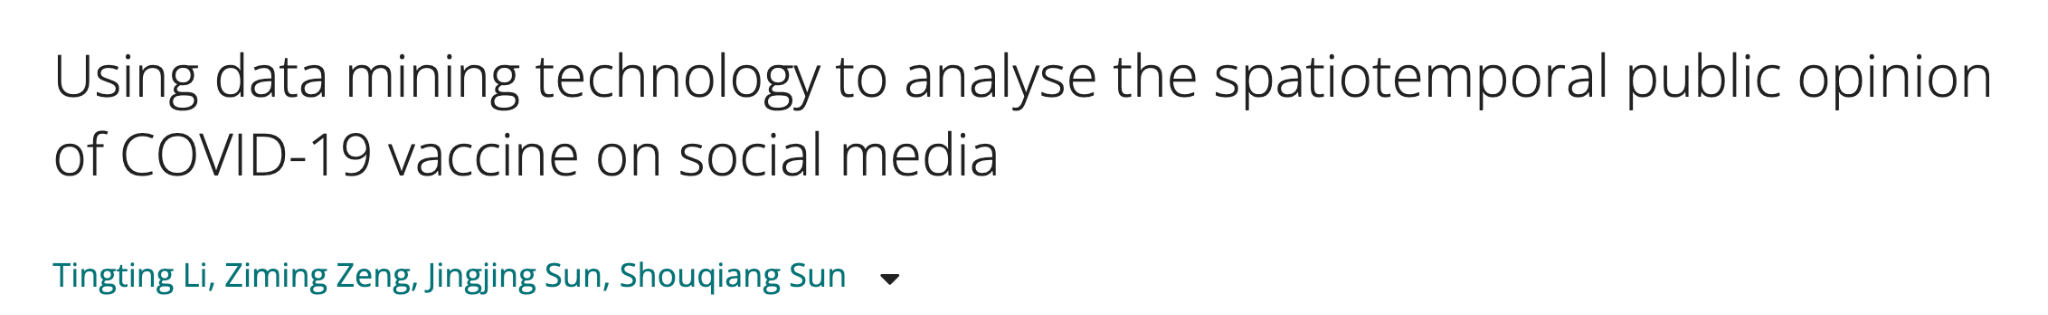 Using data mining technology to analyse the spatiotemporal public opinion
of COVID-19 vaccine on social media
Tingting Li, Ziming Zeng, Jingjing Sun, Shouqiang Sun